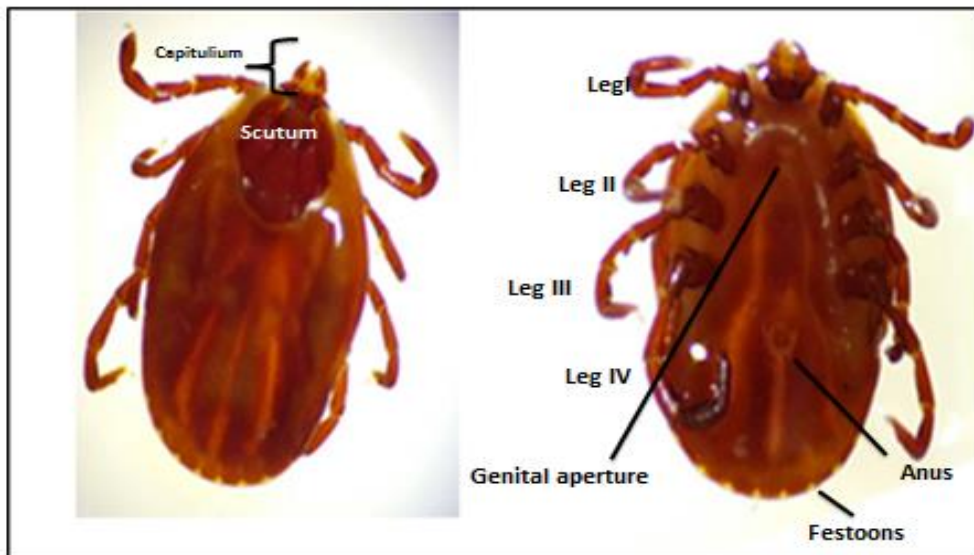 Capitulium
Scutum
LegI
Leg II
Leg III
Leg IV
Genital aperture
Anus
Festoons